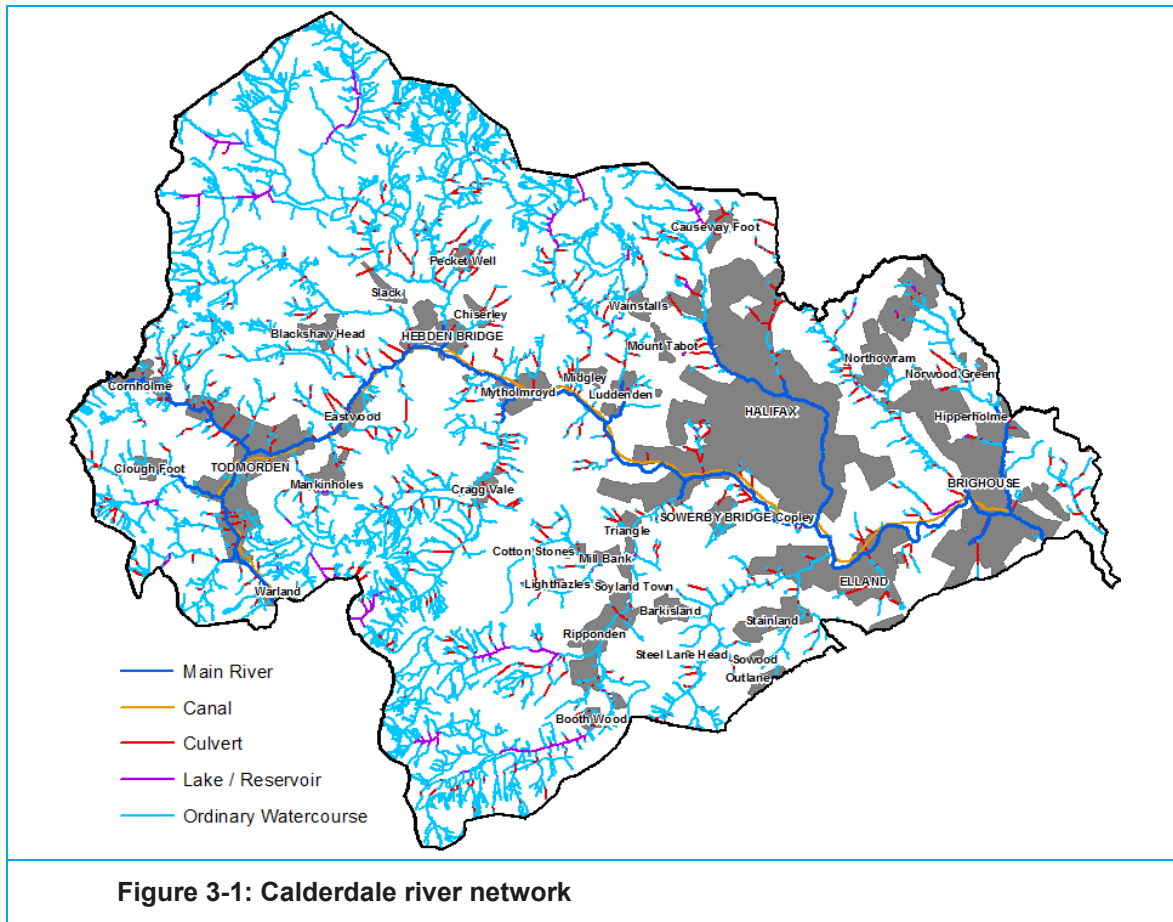 Causeway Foot
Pecket Well
Slack
Chiserley
Wainstalls
Blackshaw Head
HEBDEN BRIDGE
Mount Tabot
Northowram
Norwood Green
Cornholme
Midgley
Mytholmroyd
Luddenden
HALIFAX
Hipperholme
Eastwood
Clough Foot
TODMORDEN
Mankinholes
Cragg Vale
BRIGHOUSE
SOWERBY BRIDGE Copley
Triangle
Cotton Stones
Mill Bank
Lighthazles
Soyland Town
ELLAND
Warland
Barkisland
Stainland
Ripponden
Steel Lane Head
Sowood
Outlane
Booth Wood
Main River
Canal
Culvert
Lake / Reservoir
Ordinary Watercourse
Figure 3-1: Calderdale river network